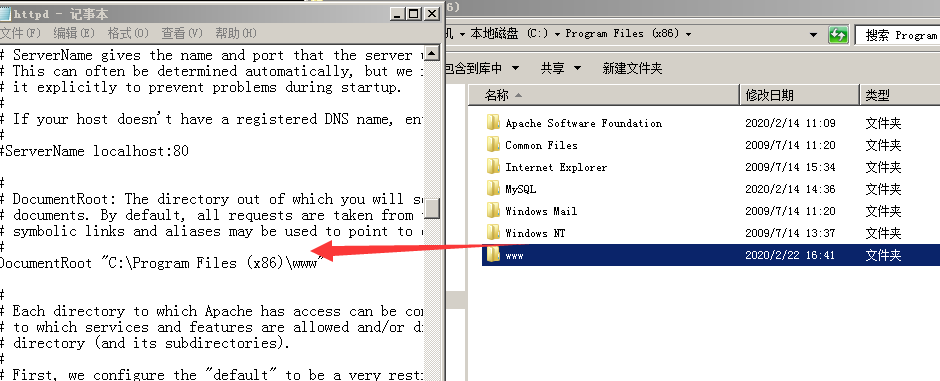 httpd - 记事本
文件(F) 编辑(E) 格式(O) 查看(V) 帮助(H)
# ServerName gives the name and port that the server
# This can often be determined automatically, but we
# it explicitly to prevent problems during startup.
#
# If your host doesn't have a registered DNS name,
#
#ServerName localhost:80
#
# DocumentRoot: The directory out of which you will
# documents. By default, all requests are taken from
# symbolic links and aliases may be used to point to
#
DocumentRoot "C:\Program Files (x86)\www"
#
# Each directory to which Apache has access can be
# to which services and features are allowed and/or
# directory (and its subdirectories).
#
# First, we configure the "default" to be a very
本地磁盘 (C:) Program Files (x86)
搜索 Program
包含到库中 共享 新建文件夹
名称 修改日期 类型
Apache Software Foundation 2020/2/14 11:09 文件夹
Common Files 2009/7/14 11:20 文件夹
Internet Explorer 2009/7/14 15:34 文件夹
MySQL 2020/2/14 14:36 文件夹
Windows Mail 2009/7/14 11:20 文件夹
Windows NT 2009/7/14 13:37 文件夹
www 2020/2/22 16:41 文件夹